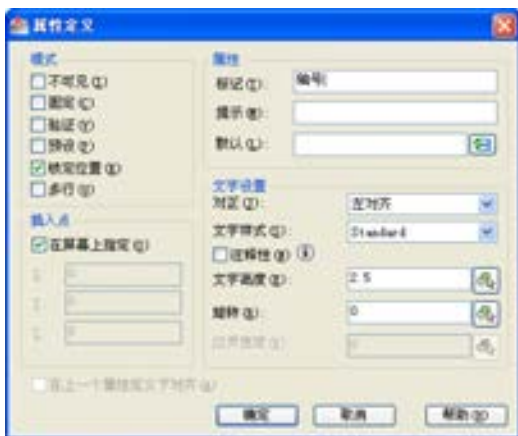 属性定义
模式
不可见(I)
固定(C)
验证(V)
预设(P)
锁定位置(K)
多行(U)
插入点
在屏幕上指定(O)
0
0
0
属性
标记(T): 编号
提示(M):
默认(L):
文字设置
对正(J): 左对齐
文字样式(S): Standard
注释性(N)
文字高度(E): 2.5
旋转(R): 0
0
在上一个属性定义下对齐(A)
确定 取消 帮助(H)